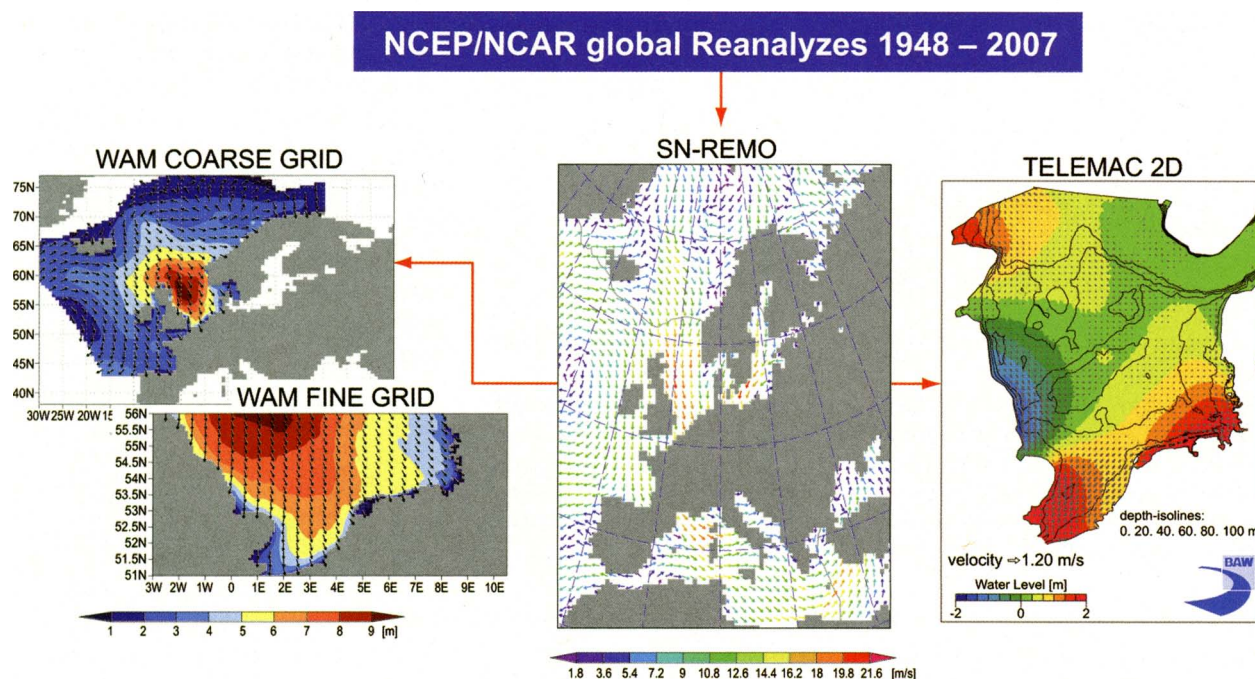 NCEP/NCAR global Reanalyzes 1948 – 2007
WAM COARSE GRID
75N
70N
65N
60N
55N
50N
45N
40N
30W 25W 20W 15W
WAM FINE GRID
56N
55.5N
55N
54.5N
54N
53.5N
53N
52.5N
52N
51.5N
51N
3W 2W 1W 0 1E 2E 3E 4E 5E 6E 7E 8E 9E 10E
1 2 3 4 5 6 7 8 9 [m]
SN-REMO
1.8 3.6 5.4 7.2 9 10.8 12.6 14.4 16.2 18 19.8 21.6 [m/s]
TELEMAC 2D
depth-isolines:
0. 20. 40. 60. 80. 100 m
velocity ⇨1.20 m/s
Water Level [m]
-2 0 2
BAW